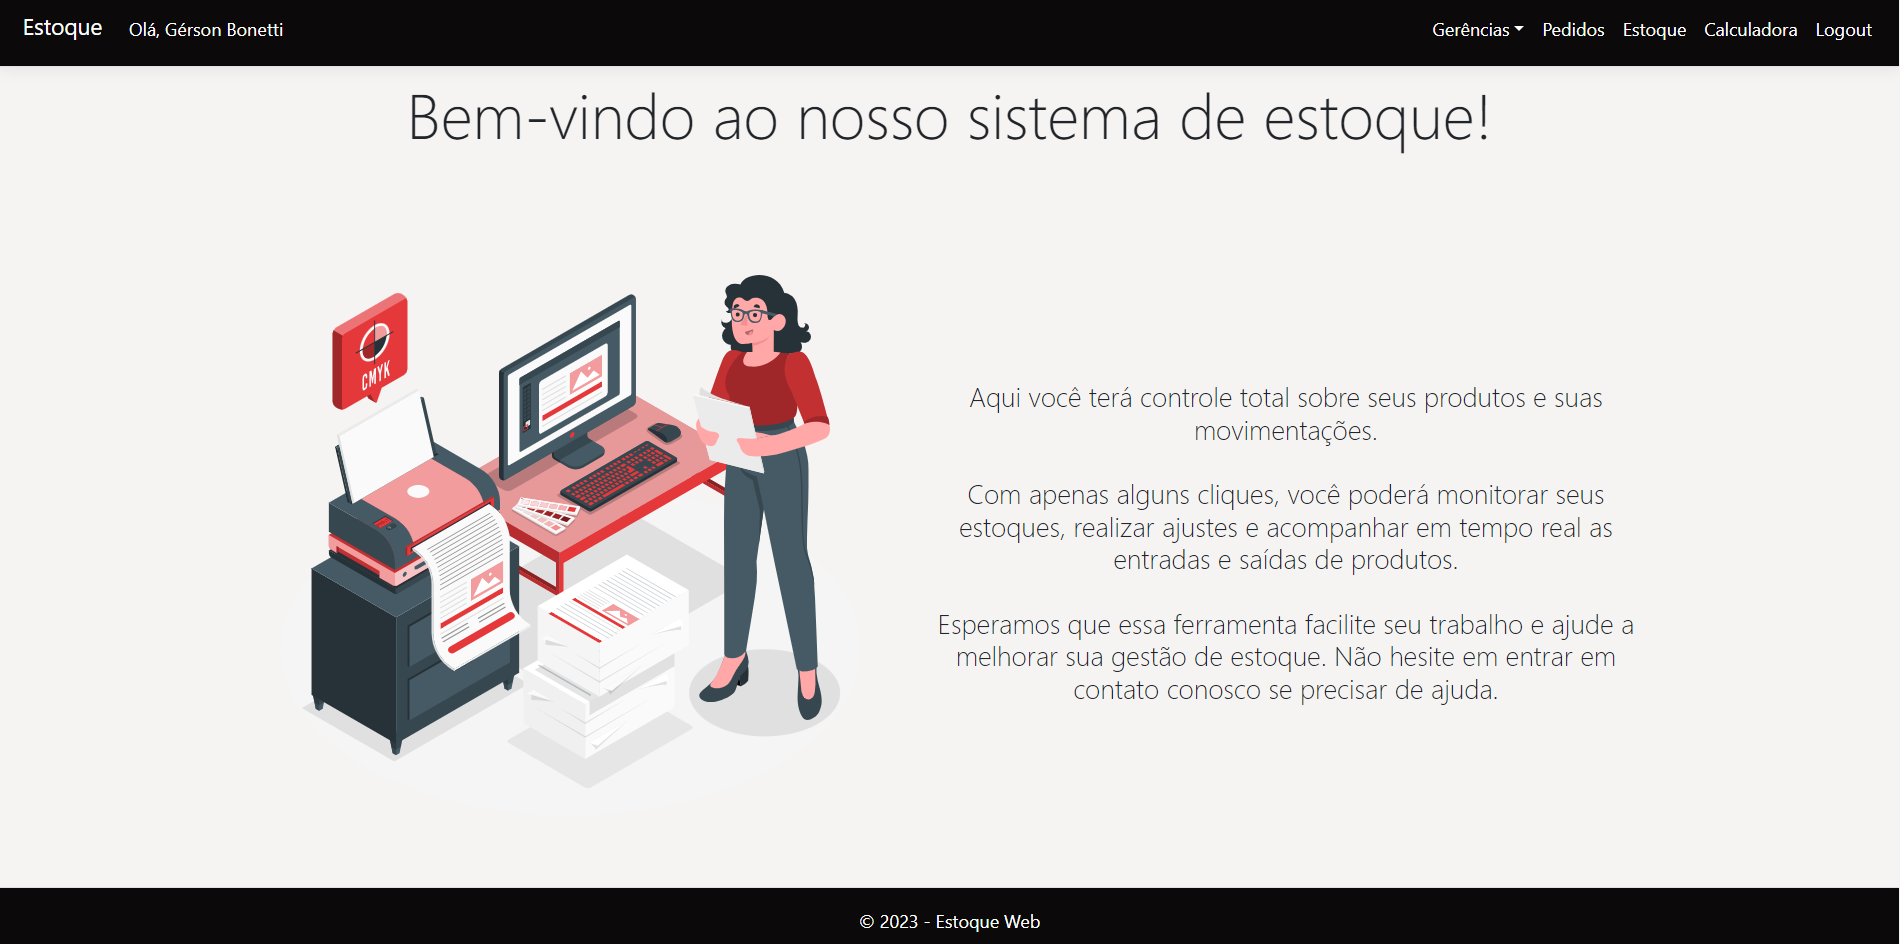 Estoque Olá, Gérson Bonetti Gerências Pedidos Estoque Calculadora Logout
Bem-vindo ao nosso sistema de estoque!
CMYK
Aqui você terá controle total sobre seus produtos e suas
movimentações.
Com apenas alguns cliques, você poderá monitorar seus
estoques, realizar ajustes e acompanhar em tempo real as
entradas e saídas de produtos.
Esperamos que essa ferramenta facilite seu trabalho e ajude a
melhorar sua gestão de estoque. Não hesite em entrar em
contato conosco se precisar de ajuda.
© 2023 - Estoque Web